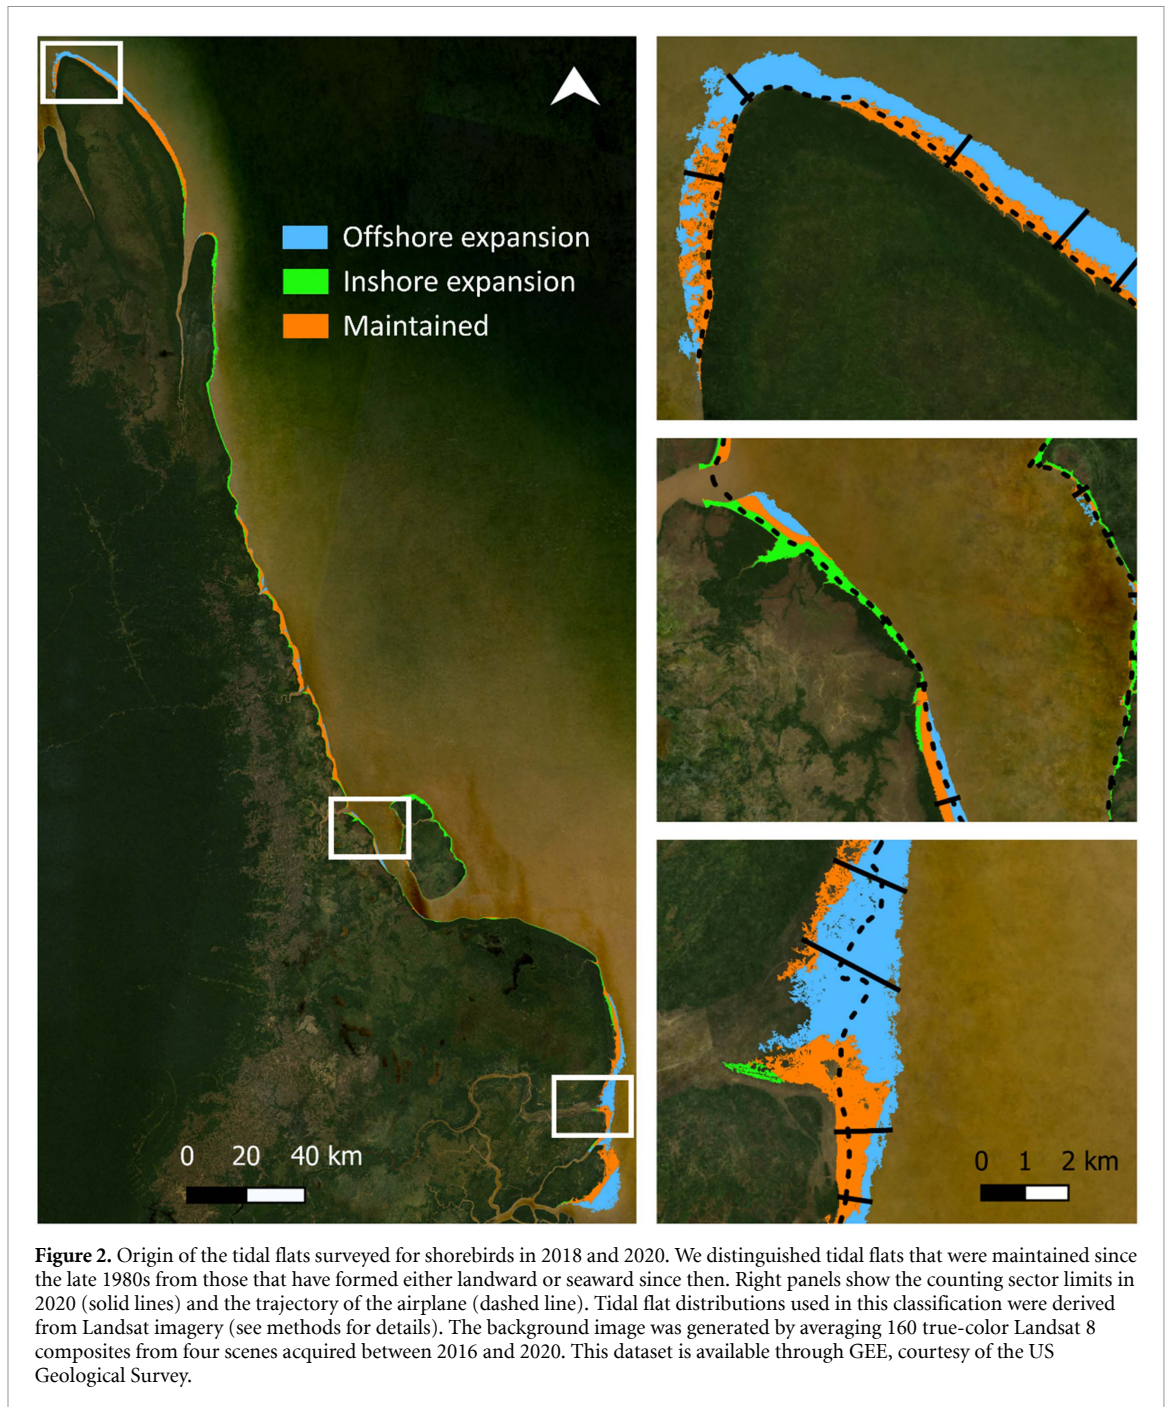 Offshore expansion
Inshore expansion
Maintained
0 20 40 km
0 1 2 km
Figure 2. Origin of the tidal flats surveyed for shorebirds in 2018 and 2020. We distinguished tidal flats that were maintained since
the late 1980s from those that have formed either landward or seaward since then. Right panels show the counting sector limits in
2020 (solid lines) and the trajectory of the airplane (dashed line). Tidal flat distributions used in this classification were derived
from Landsat imagery (see methods for details). The background image was generated by averaging 160 true-color Landsat 8
composites from four scenes acquired between 2016 and 2020. This dataset is available through GEE, courtesy of the US
Geological Survey.